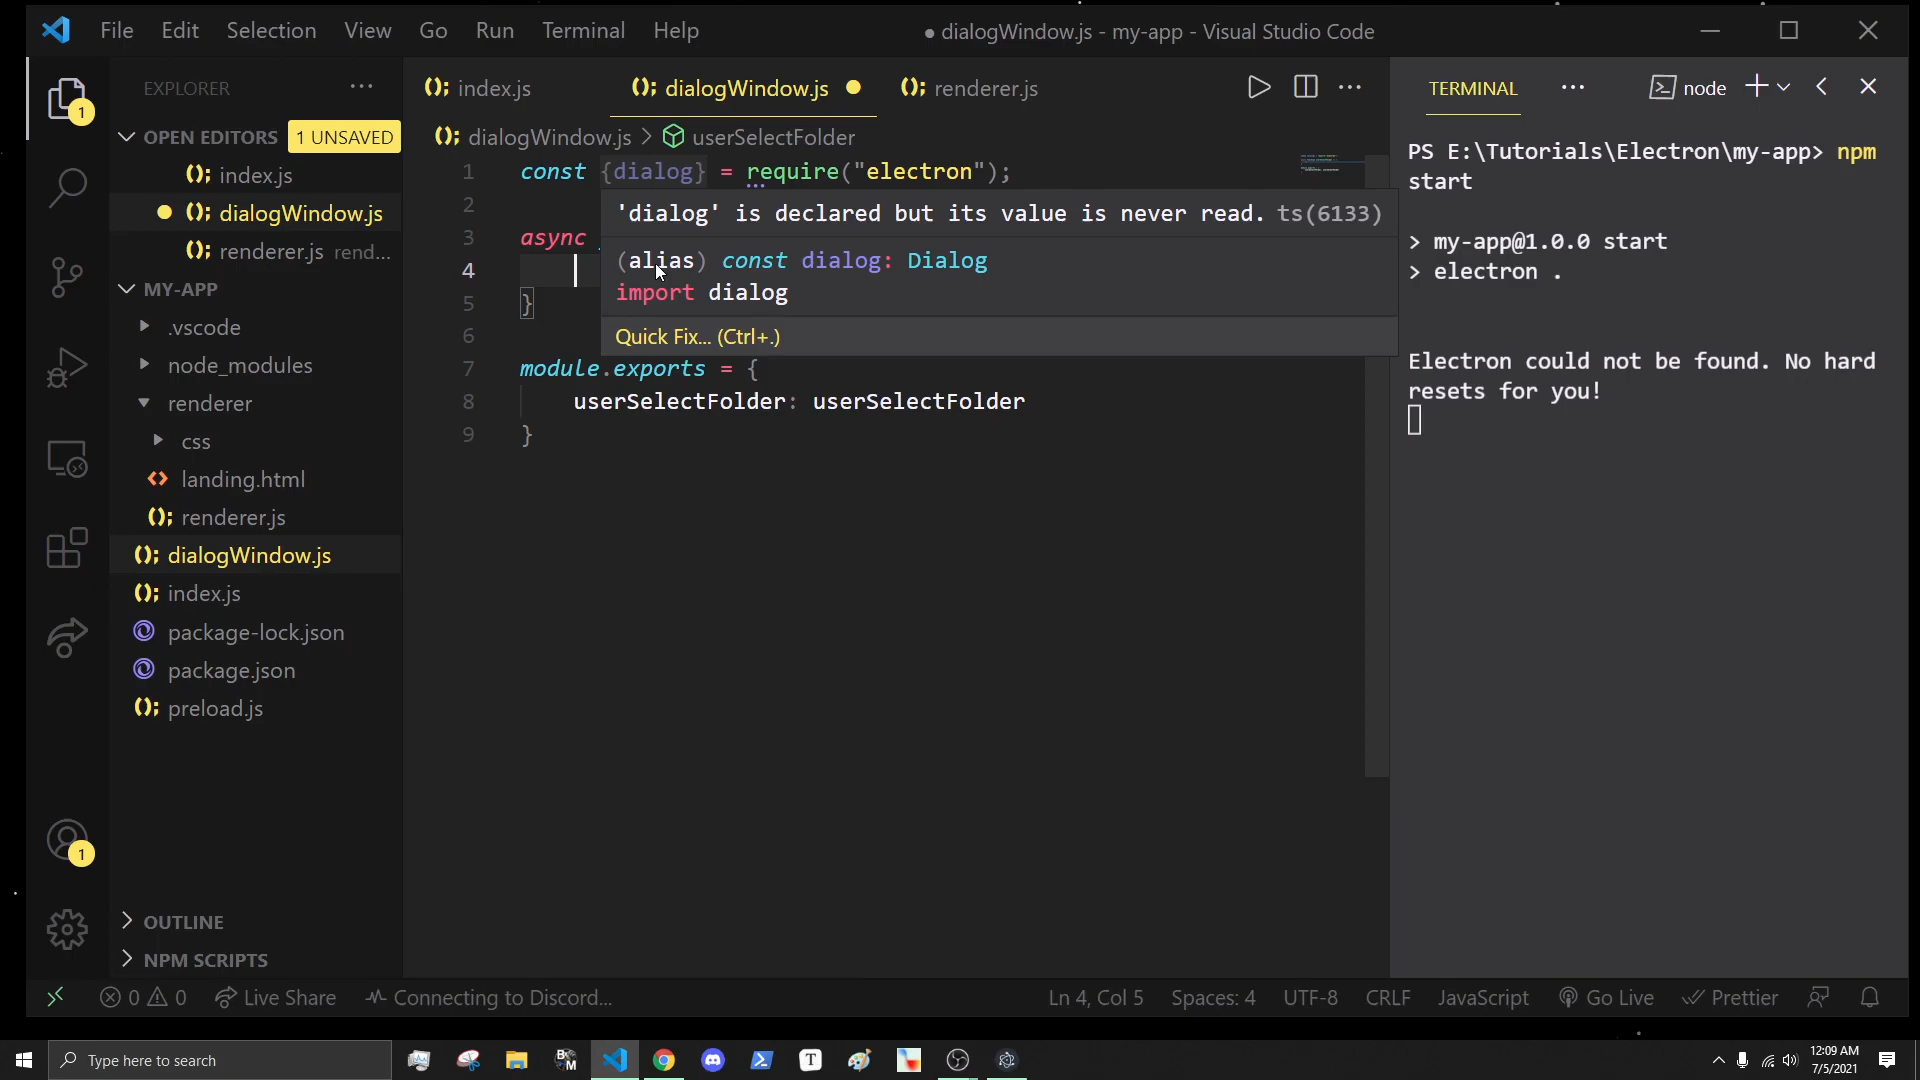 File Edit Selection View Go Run Terminal Help
● dialogWindow.js - my-app - Visual Studio Code
EXPLORER
OPEN EDITORS 1 UNSAVED
index.js
dialogWindow.js
renderer.js rend...
MY-APP
.vscode
node_modules
renderer
css
landing.html
renderer.js
dialogWindow.js
index.js
package-lock.json
package.json
preload.js
OUTLINE
NPM SCRIPTS
1
1
index.js dialogWindow.js renderer.js
dialogWindow.js > userSelectFolder
1 const {dialog} = require("electron");
2
3 async
4
5 }
6
7 module.exports = {
8 userSelectFolder: userSelectFolder
9 }
'dialog' is declared but its value is never read. ts(6133)
(alias) const dialog: Dialog
import dialog
Quick Fix... (Ctrl+.)
TERMINAL
node
PS E:\Tutorials\Electron\my-app> npm
start
> my-app@1.0.0 start
> electron .
Electron could not be found. No hard
resets for you!
0 0 Live Share Connecting to Discord...
Ln 4, Col 5 Spaces: 4 UTF-8 CRLF JavaScript Go Live Prettier
Type here to search
12:09 AM
7/5/2021